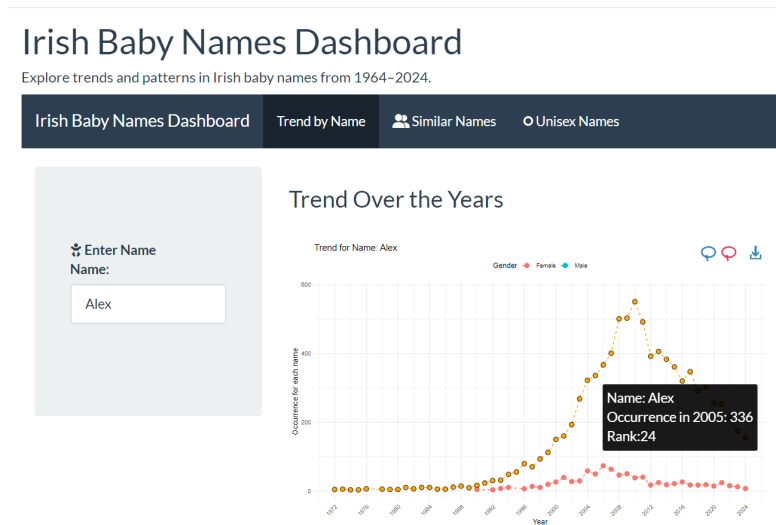 Irish Baby Names Dashboard
Explore trends and patterns in Irish baby names from 1964–2024.
Irish Baby Names Dashboard Trend by Name Similar Names Unisex Names
Trend Over the Years
Enter Name
Name:
Alex
Trend for Name: Alex
Gender Female Male
600
400
200
0
Occurrence for each name
Name: Alex
Occurrence in 2005: 336
Rank:24
1972 1976 1980 1984 1988 1992 1996 2000 2004 2008 2012 2016 2020 2024
Year